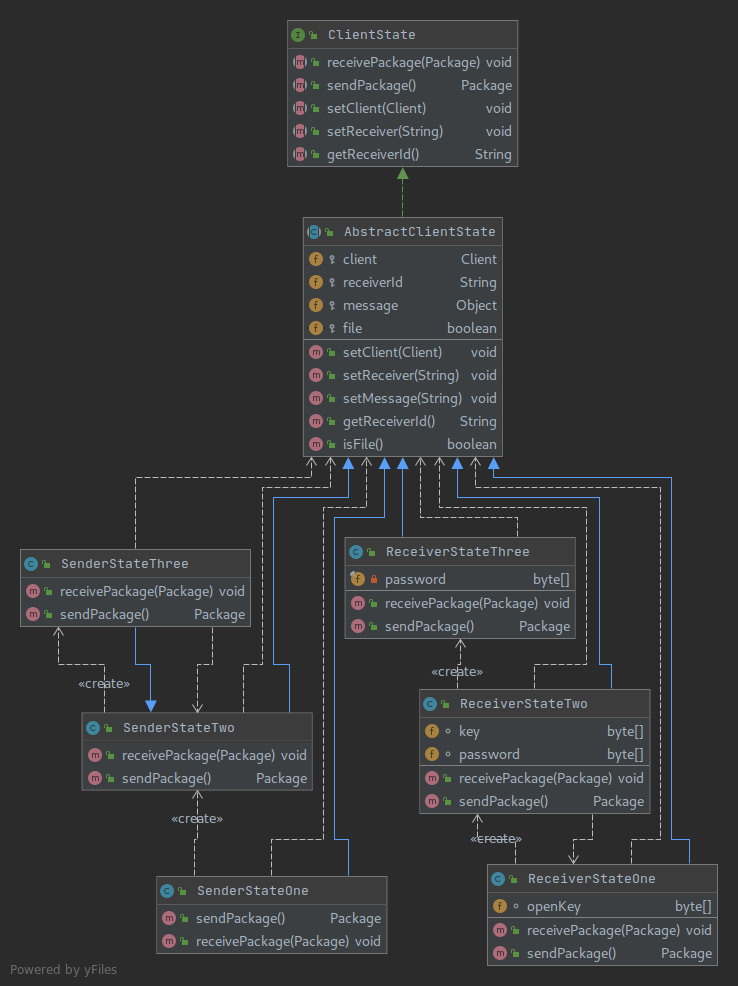 ClientState
receivePackage(Package) void
sendPackage() Package
setClient(Client) void
setReceiver(String) void
getReceiverId() String
AbstractClientState
client Client
receiverId String
message Object
file boolean
setClient(Client) void
setReceiver(String) void
setMessage(String) void
getReceiverId() String
isFile() boolean
SenderStateThree
receivePackage(Package) void
sendPackage() Package
ReceiverStateThree
password byte[]
receivePackage(Package) void
sendPackage() Package
«create»
«create»
SenderStateTwo
receivePackage(Package) void
sendPackage() Package
ReceiverStateTwo
key byte[]
password byte[]
receivePackage(Package) void
sendPackage() Package
«create»
«create»
SenderStateOne
sendPackage() Package
receivePackage(Package) void
ReceiverStateOne
openKey byte[]
receivePackage(Package) void
sendPackage() Package
Powered by yFiles